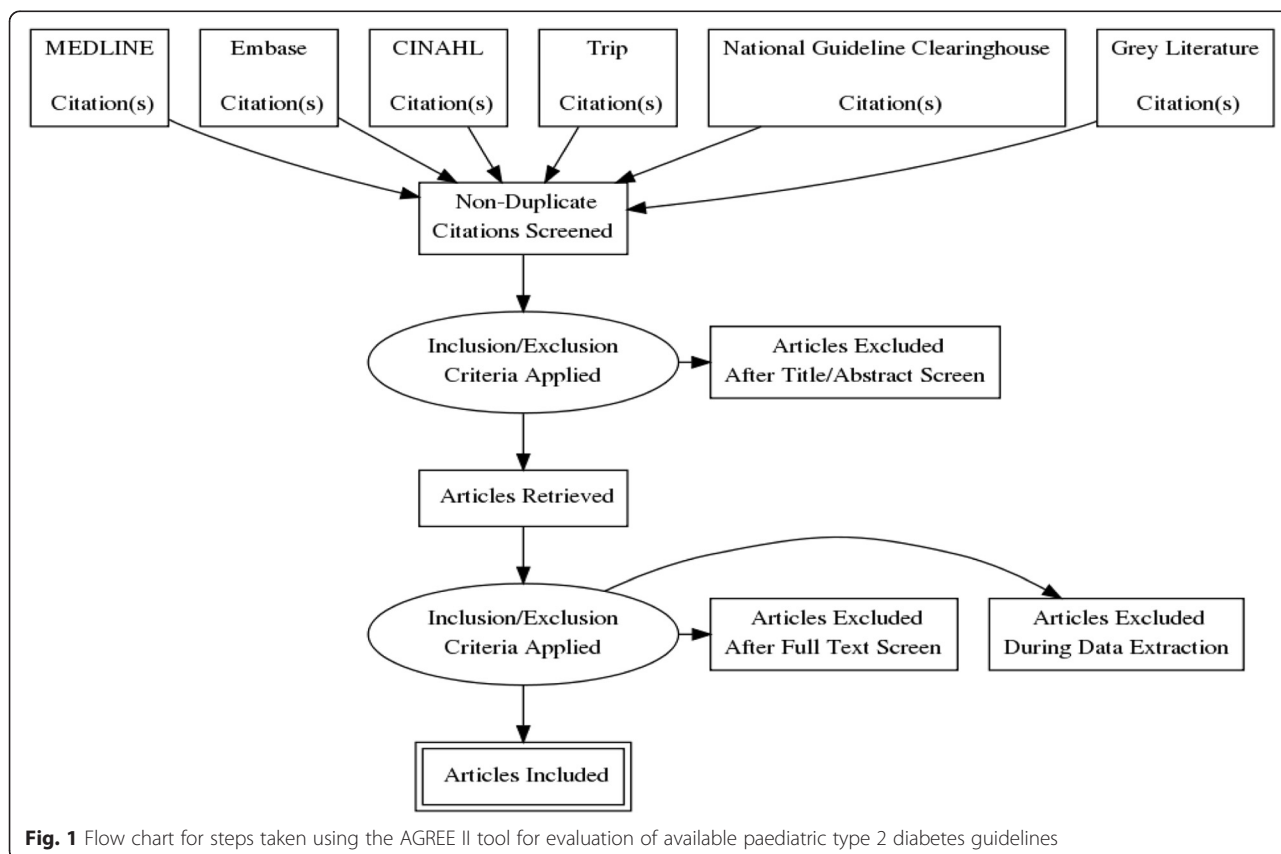 MEDLINE
Citation(s)
Embase
Citation(s)
CINAHL
Citation(s)
Trip
Citation(s)
National Guideline Clearinghouse
Citation(s)
Grey Literature
Citation(s)
Non-Duplicate
Citations Screened
Inclusion/Exclusion
Criteria Applied
Articles Excluded
After Title/Abstract Screen
Articles Retrieved
Inclusion/Exclusion
Criteria Applied
Articles Excluded
After Full Text Screen
Articles Excluded
During Data Extraction
Articles Included
Fig. 1 Flow chart for steps taken using the AGREE II tool for evaluation of available paediatric type 2 diabetes guidelines